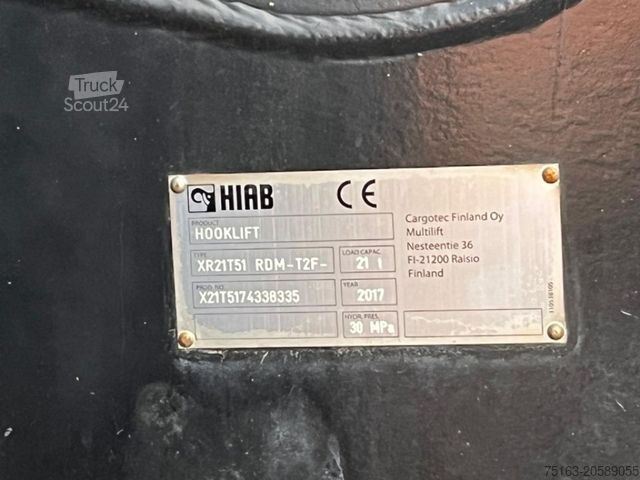 Truck
Scout24
HIAB CE
PRODUCT
HOOKLIFT
TYPE
XR21T51 RDM-T2F-
LOAD CAPAC.
21 t
PROD.NO.
X21T5174338335
YEAR
2017
HYDR. PRES.
30 MPa
Cargotec Finland Oy
Multilift
Nesteentie 36
FI-21200 Raisio
Finland
75163-20589055